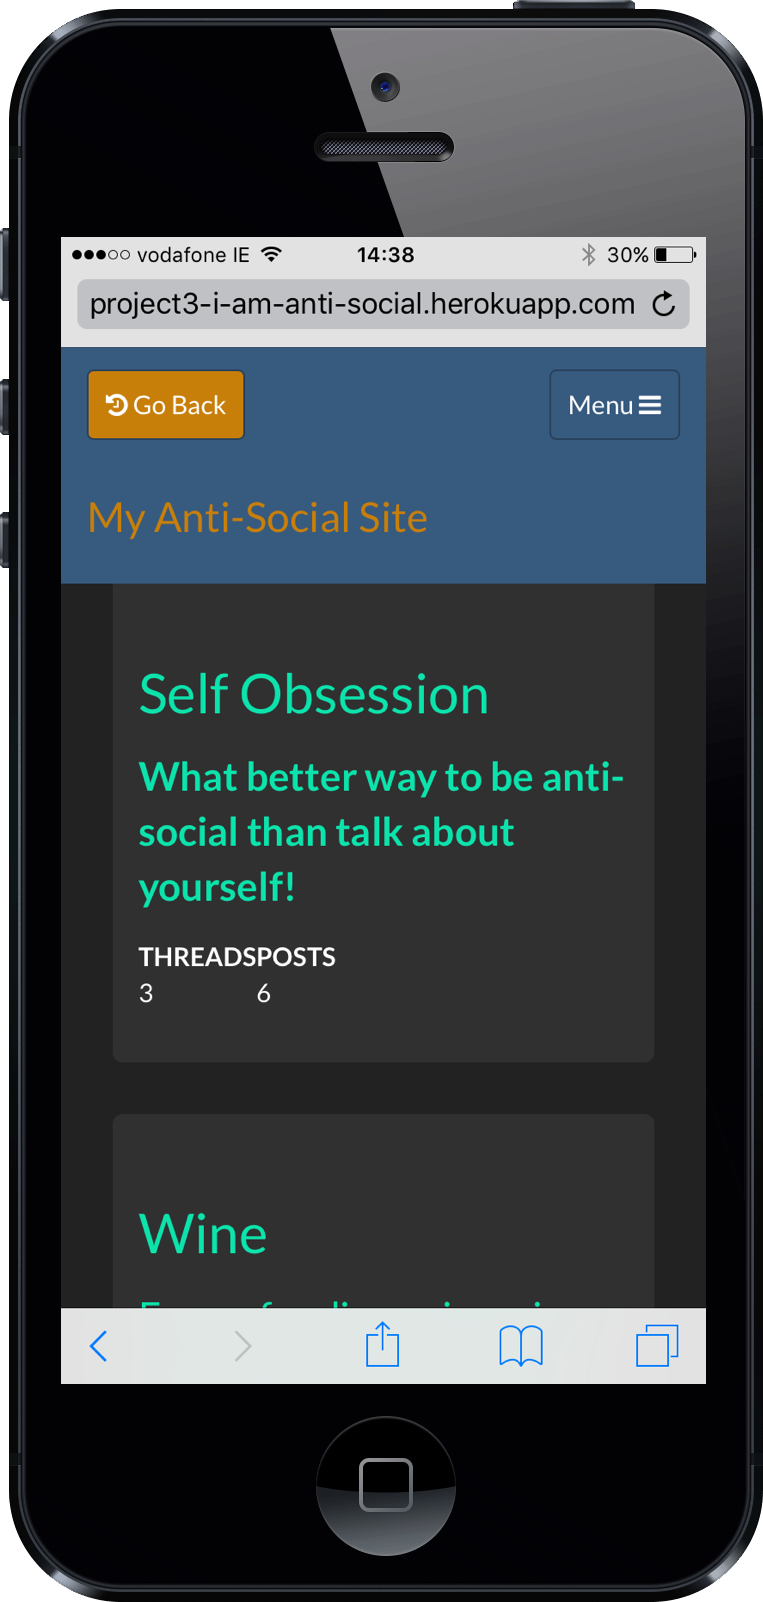 vodafone IE 14:38 30%
project3-i-am-anti-social.herokuapp.com
Go Back Menu
My Anti-Social Site
Self Obsession
What better way to be anti-
social than talk about
yourself!
THREADSPOSTS
3 6
Wine